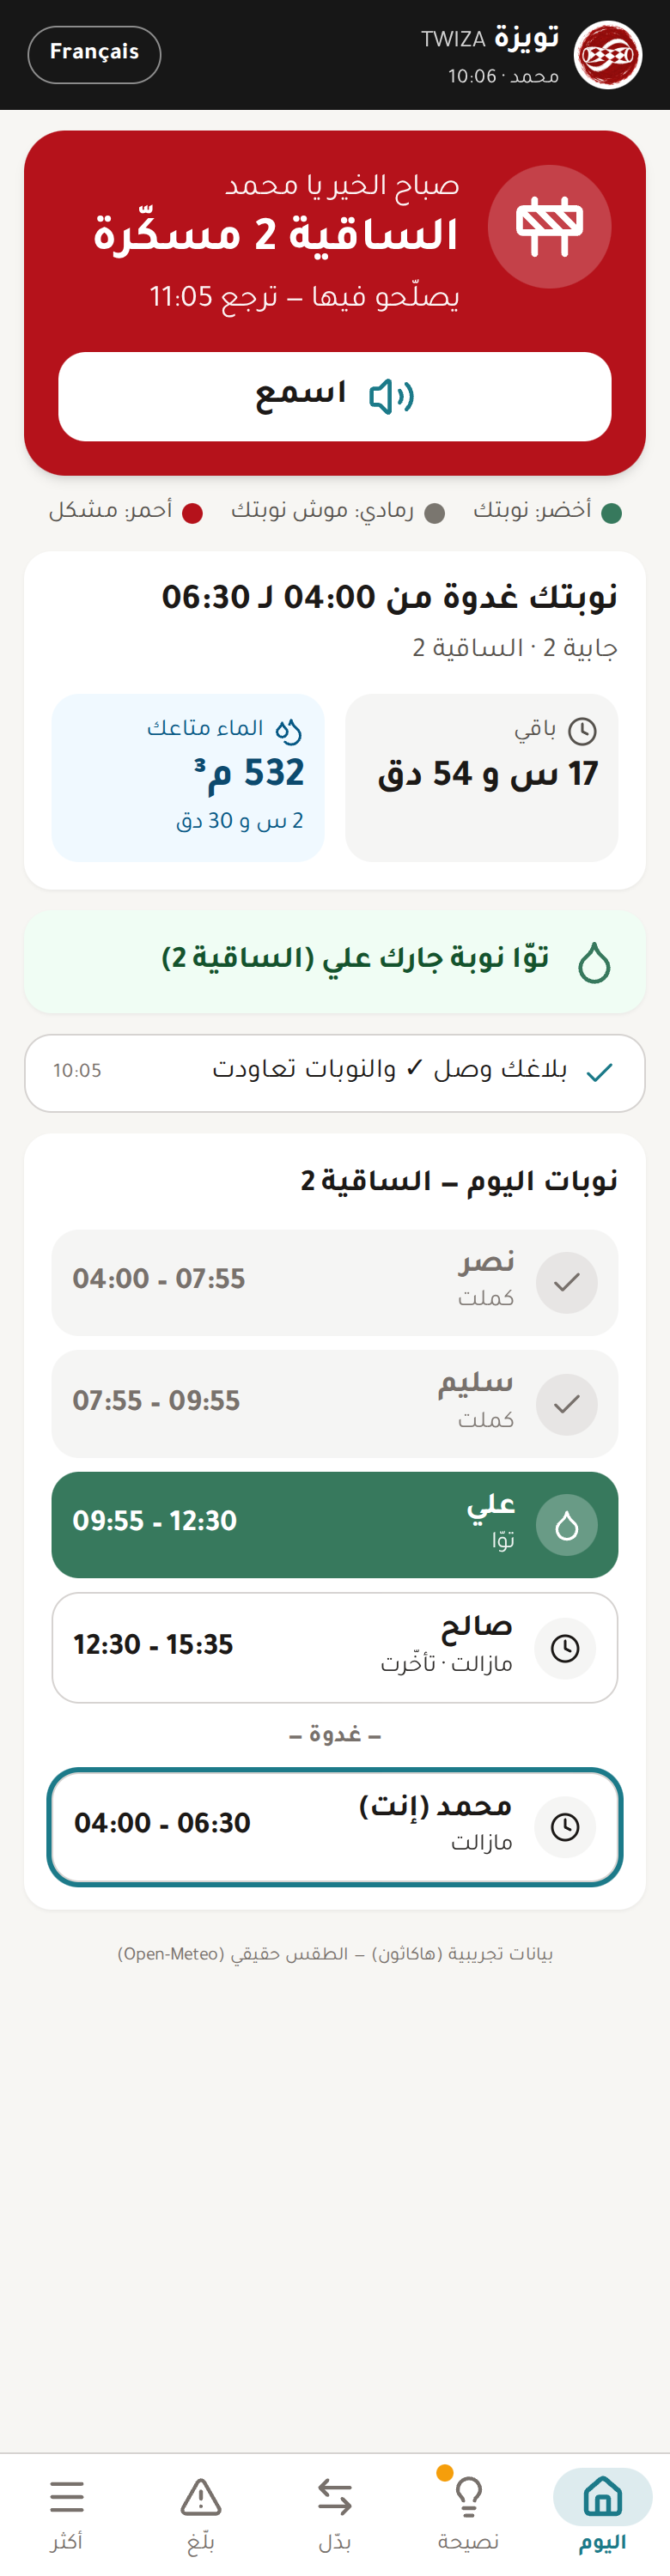 تويزة TWIZA
محمد · 10:06
Français
صباح الخير يا محمد
الساقية 2 مسكّرة
يصلّحو فيها – ترجع 11:05
اسمع
أخضر: نوبتك
رمادي: موش نوبتك
أحمر: مشكل
نوبتك غدوة من 04:00 لـ 06:30
جابية 2 · الساقية 2
باقي
17 س و 54 دق
الماء متاعك
532 م³
2 س و 30 دق
توّا نوبة جارك علي (الساقية 2)
بلاغك وصل ✓ والنوبات تعاودت
10:05
نوبات اليوم – الساقية 2
نصر
كملت
04:00 - 07:55
سليم
كملت
07:55 - 09:55
علي
توّا
09:55 - 12:30
صالح
مازالت · تأخّرت
12:30 - 15:35
– غدوة –
محمد (إنت)
مازالت
04:00 - 06:30
بيانات تجريبية (هاكاثون) – الطقس حقيقي (Open-Meteo)
اليوم
نصيحة
بدّل
بلّغ
أكثر